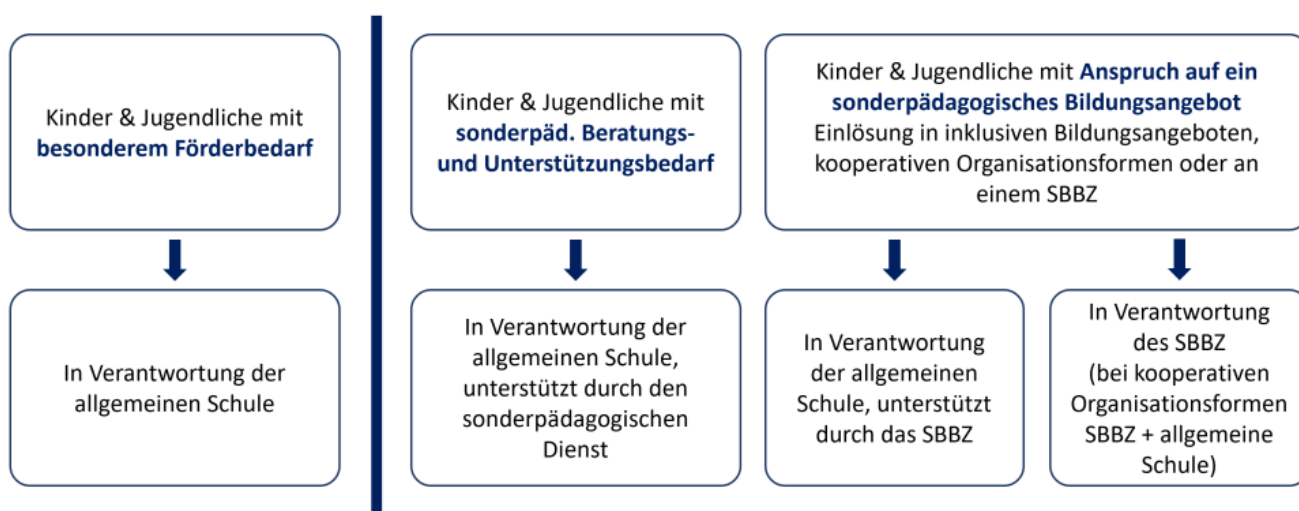 Kinder & Jugendliche mit
besonderem Förderbedarf
Kinder & Jugendliche mit
sonderpäd. Beratungs-
und Unterstützungsbedarf
Kinder & Jugendliche mit Anspruch auf ein
sonderpädagogisches Bildungsangebot
Einlösung in inklusiven Bildungsangeboten,
kooperativen Organisationsformen oder an
einem SBBZ
In Verantwortung der
allgemeinen Schule
In Verantwortung der
allgemeinen Schule,
unterstützt durch den
sonderpädagogischen
Dienst
In Verantwortung
der allgemeinen
Schule, unterstützt
durch das SBBZ
In Verantwortung
des SBBZ
(bei kooperativen
Organisationsformen
SBBZ + allgemeine
Schule)